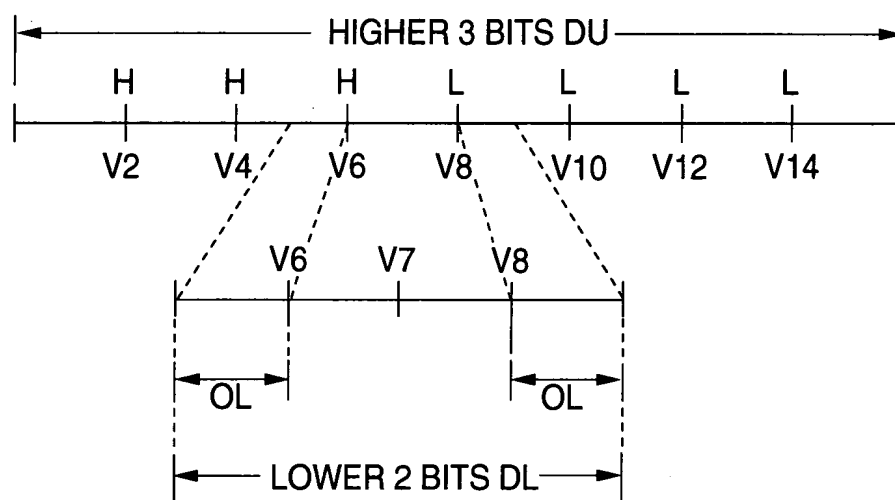 HIGHER 3 BITS DU
H H H L L L L
V2 V4 V6 V8 V10 V12 V14
V6 V7 V8
OL OL
LOWER 2 BITS DL